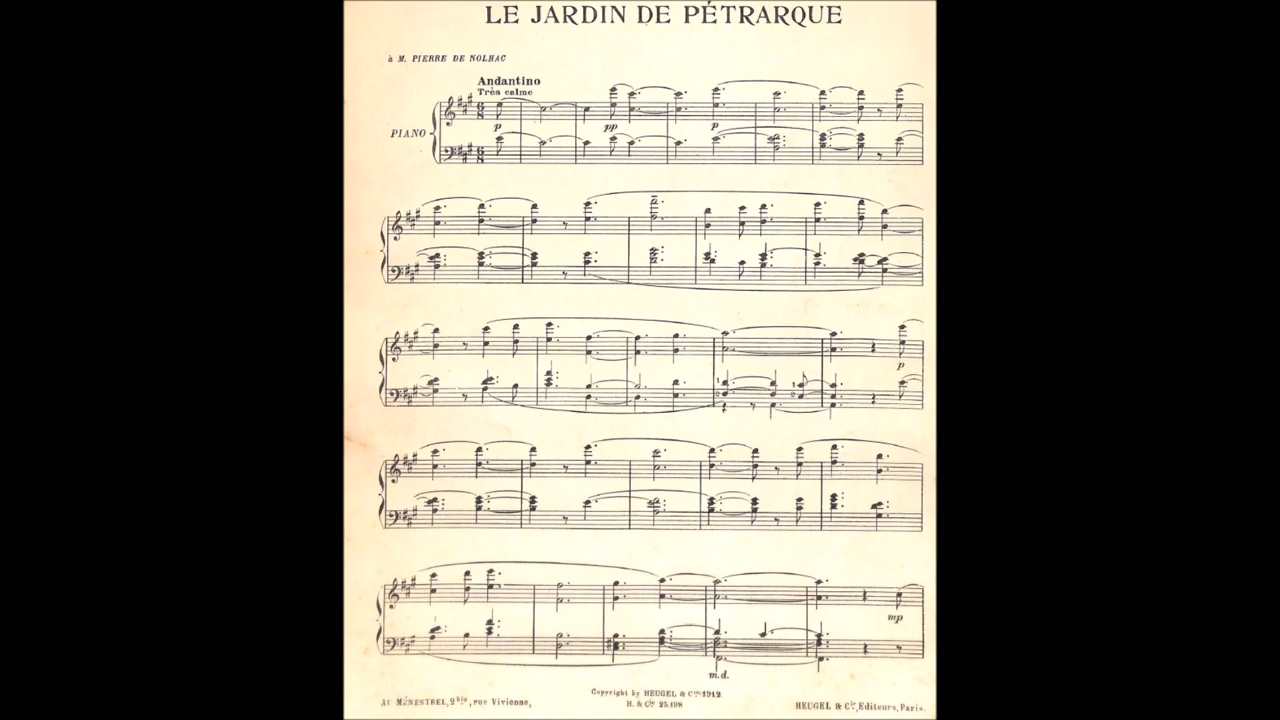 LE JARDIN DE PÉTRARQUE
à M. PIERRE DE NOLHAC
Andantino
Très calme
PIANO
p
pp
p
p
mp
m.d.
Copyright by HEUGEL & Cie 1912
AU MÉNESTREL, 2bis, rue Vivienne,
H. & Cie 25,198
HEUGEL & Cie, Editeurs, Paris.